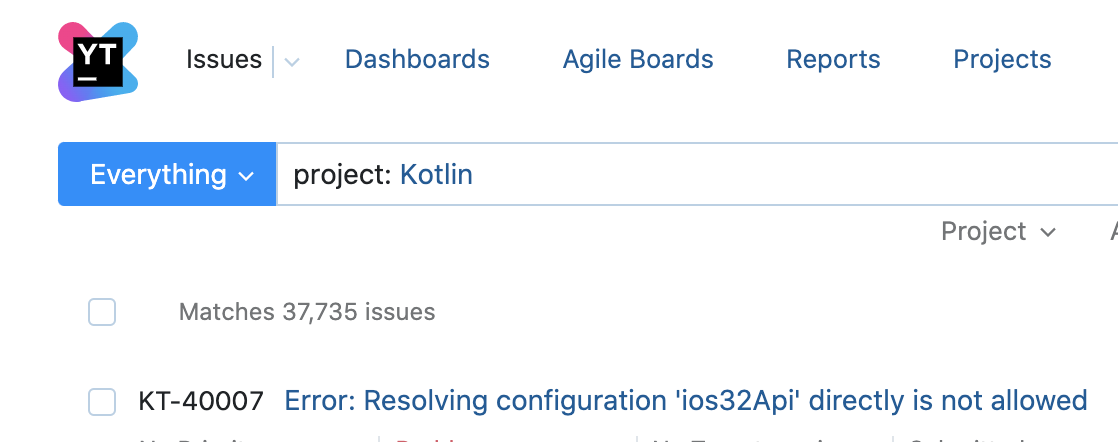 YT
Issues Dashboards Agile Boards Reports Projects
Everything project: Kotlin
Project
Matches 37,735 issues
KT-40007 Error: Resolving configuration 'ios32Api' directly is not allowed